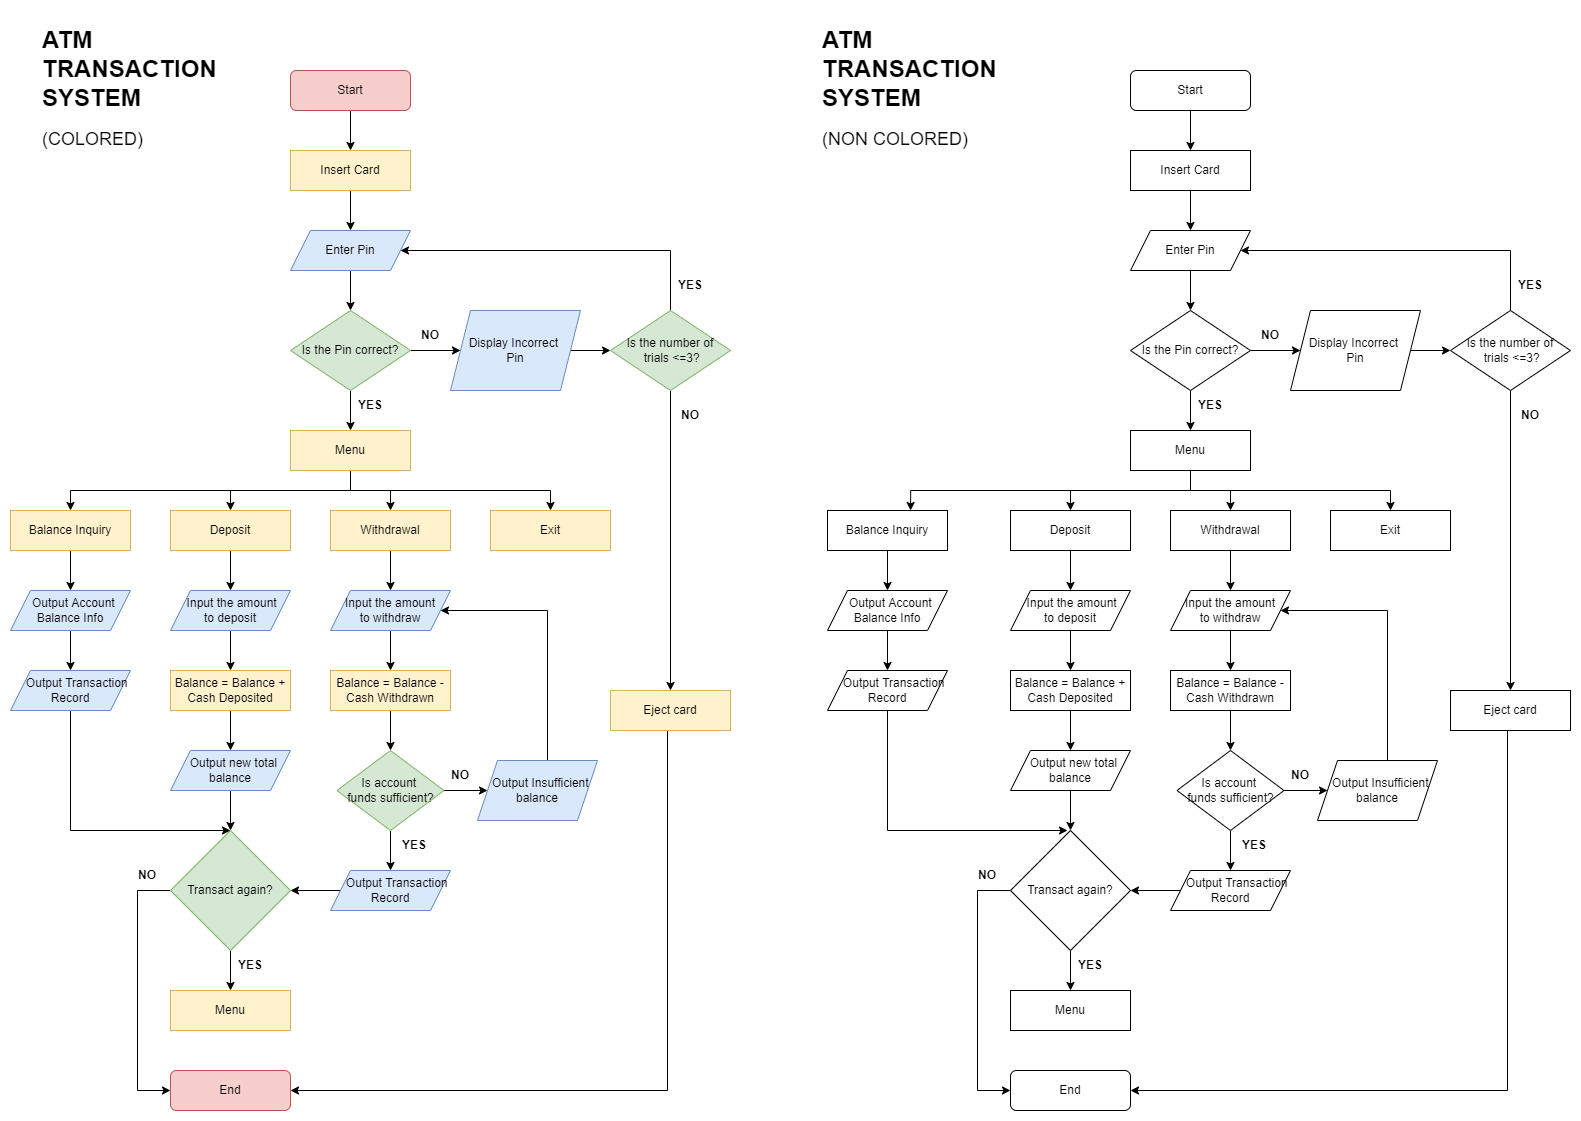 ATM
TRANSACTION
SYSTEM
(COLORED)
Start
Insert Card
Enter Pin
YES
Is the Pin correct?
NO
Display Incorrect
Pin
Is the number of
trials <=3?
YES
NO
Menu
Balance Inquiry
Deposit
Withdrawal
Exit
Output Account
Balance Info
Input the amount
to deposit
Input the amount
to withdraw
Output Transaction
Record
Balance = Balance +
Cash Deposited
Balance = Balance -
Cash Withdrawn
Eject card
Output new total
balance
Is account
funds sufficient?
NO
Output Insufficient
balance
YES
NO
Transact again?
Output Transaction
Record
YES
Menu
End
ATM
TRANSACTION
SYSTEM
(NON COLORED)
Start
Insert Card
Enter Pin
YES
Is the Pin correct?
NO
Display Incorrect
Pin
Is the number of
trials <=3?
YES
NO
Menu
Balance Inquiry
Deposit
Withdrawal
Exit
Output Account
Balance Info
Input the amount
to deposit
Input the amount
to withdraw
Output Transaction
Record
Balance = Balance +
Cash Deposited
Balance = Balance -
Cash Withdrawn
Eject card
Output new total
balance
Is account
funds sufficient?
NO
Output Insufficient
balance
YES
NO
Transact again?
Output Transaction
Record
YES
Menu
End